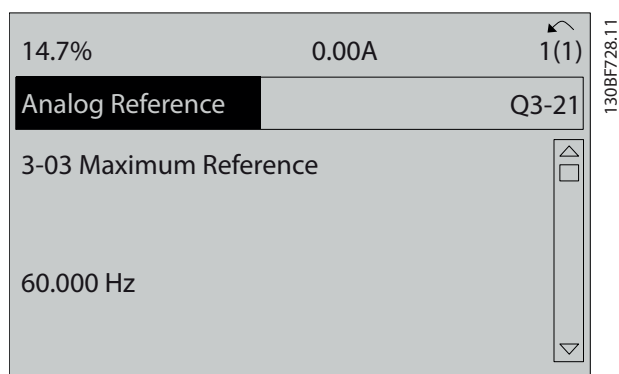 14.7% 0.00A 1(1)
Analog Reference Q3-21
3-03 Maximum Reference
60.000 Hz
130BF728.11